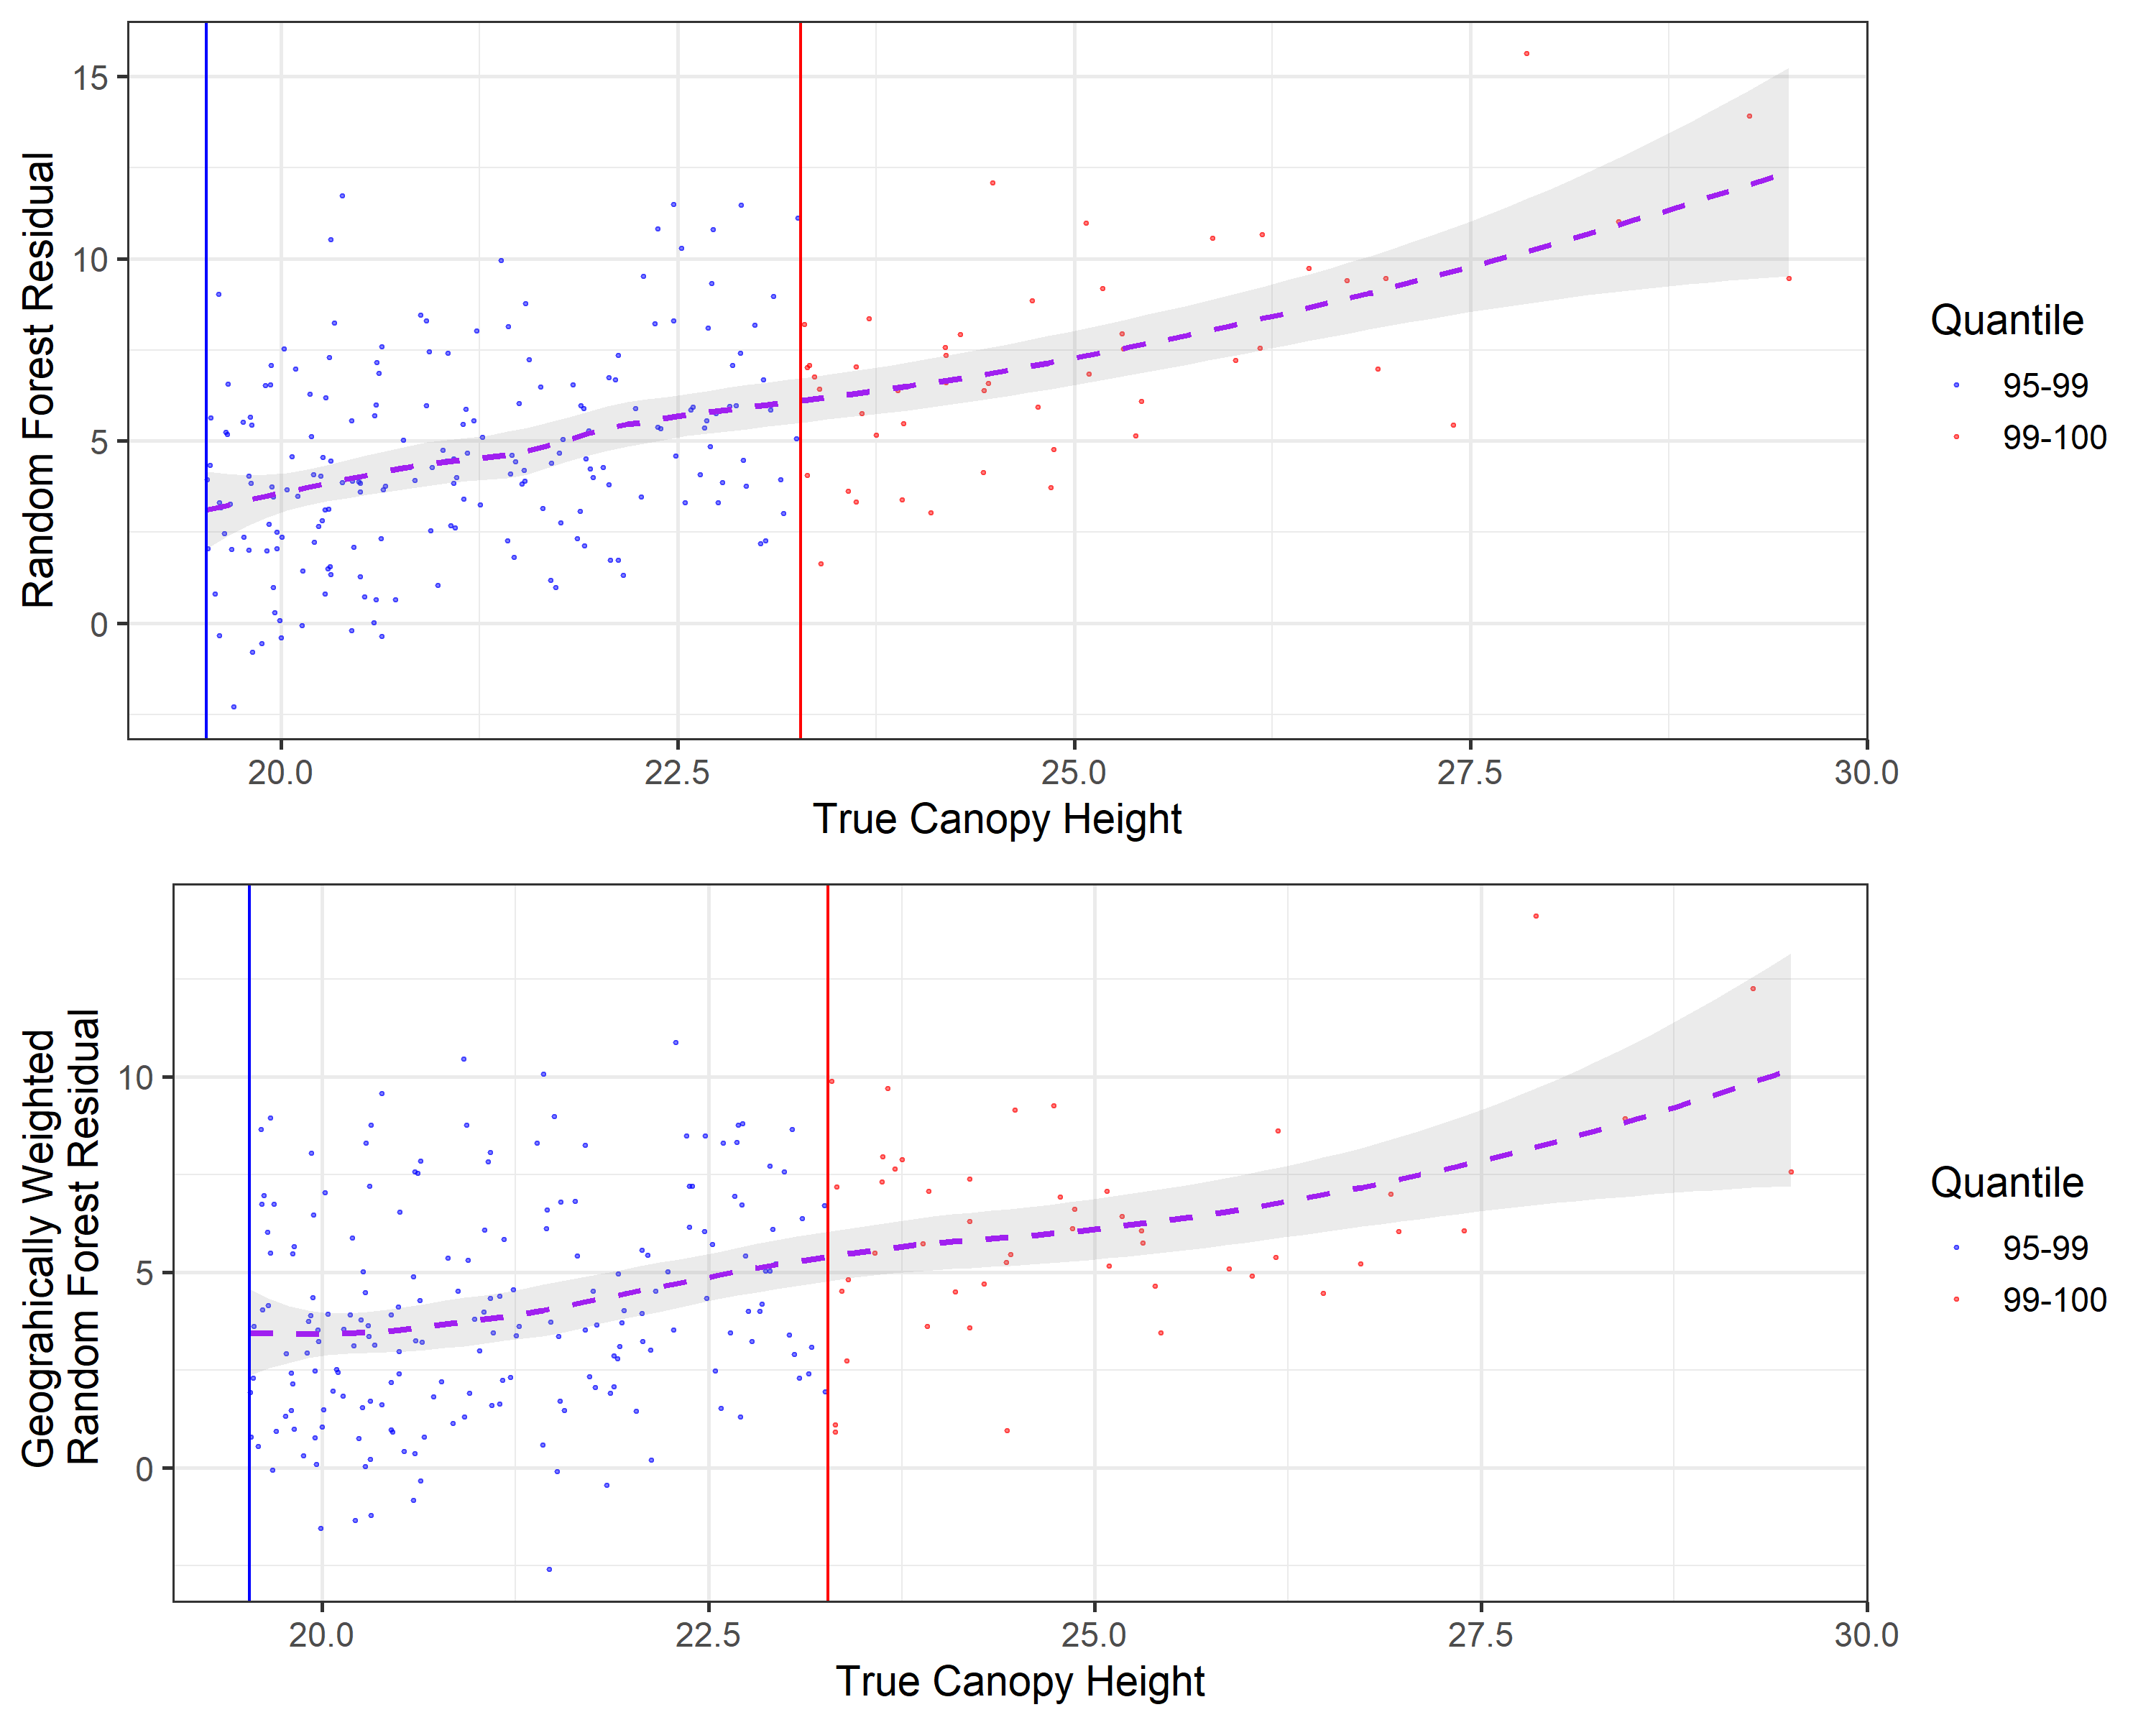 15
10
5
0
Random Forest Residual
20.0 22.5 25.0 27.5 30.0
True Canopy Height
Quantile
95-99
99-100
10
5
0
Geograhically Weighted
Random Forest Residual
20.0 22.5 25.0 27.5 30.0
True Canopy Height
Quantile
95-99
99-100